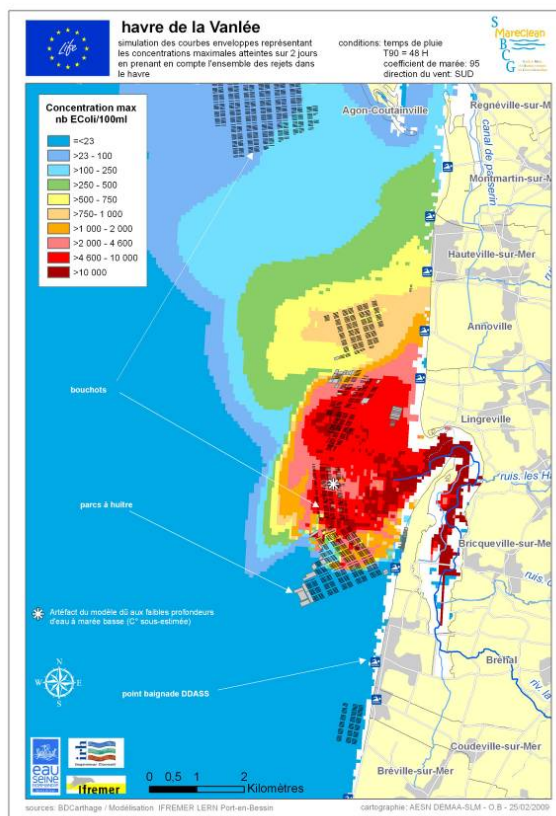 Life
havre de la Vanlée
simulation des courbes enveloppes représentant
les concentrations maximales atteintes sur 2 jours
en prenant en compte l'ensemble des rejets dans
le havre
conditions: temps de pluie
T90 = 48 H
coefficient de marée: 95
direction du vent: SUD
S Mareclean
B
C
G
Concentration max
nb EColi/100ml
=<23
>23 - 100
>100 - 250
>250 - 500
>500 - 750
>750- 1 000
>1 000 - 2 000
>2 000 - 4 600
>4 600 - 10 000
>10 000
Agon-Coutainville
Regnéville-sur-Mer
canal de passerin
Montmartin-sur-M
Hauteville-sur-Mer
Annoville
bouchots
Lingreville
ruis. les Ha
parcs à huître
Bricqueville-sur-Mer
ruis.
Artéfact du modèle dû aux faibles profondeurs
d'eau à marée basse (C° sous-estimée)
N
W E
S
point baignade DDASS
Bréhal
riv. la
Coudeville-sur-Mer
Bréville-sur-Mer
eau
SEINE
irh
Ifremer
0 0,5 1 2
Kilomètres
sources: BDCarthage / Modélisation IFREMER LERN Port-en-Bessin
cartographie: AESN DEMAA-SLM - O.B - 25/02/2009